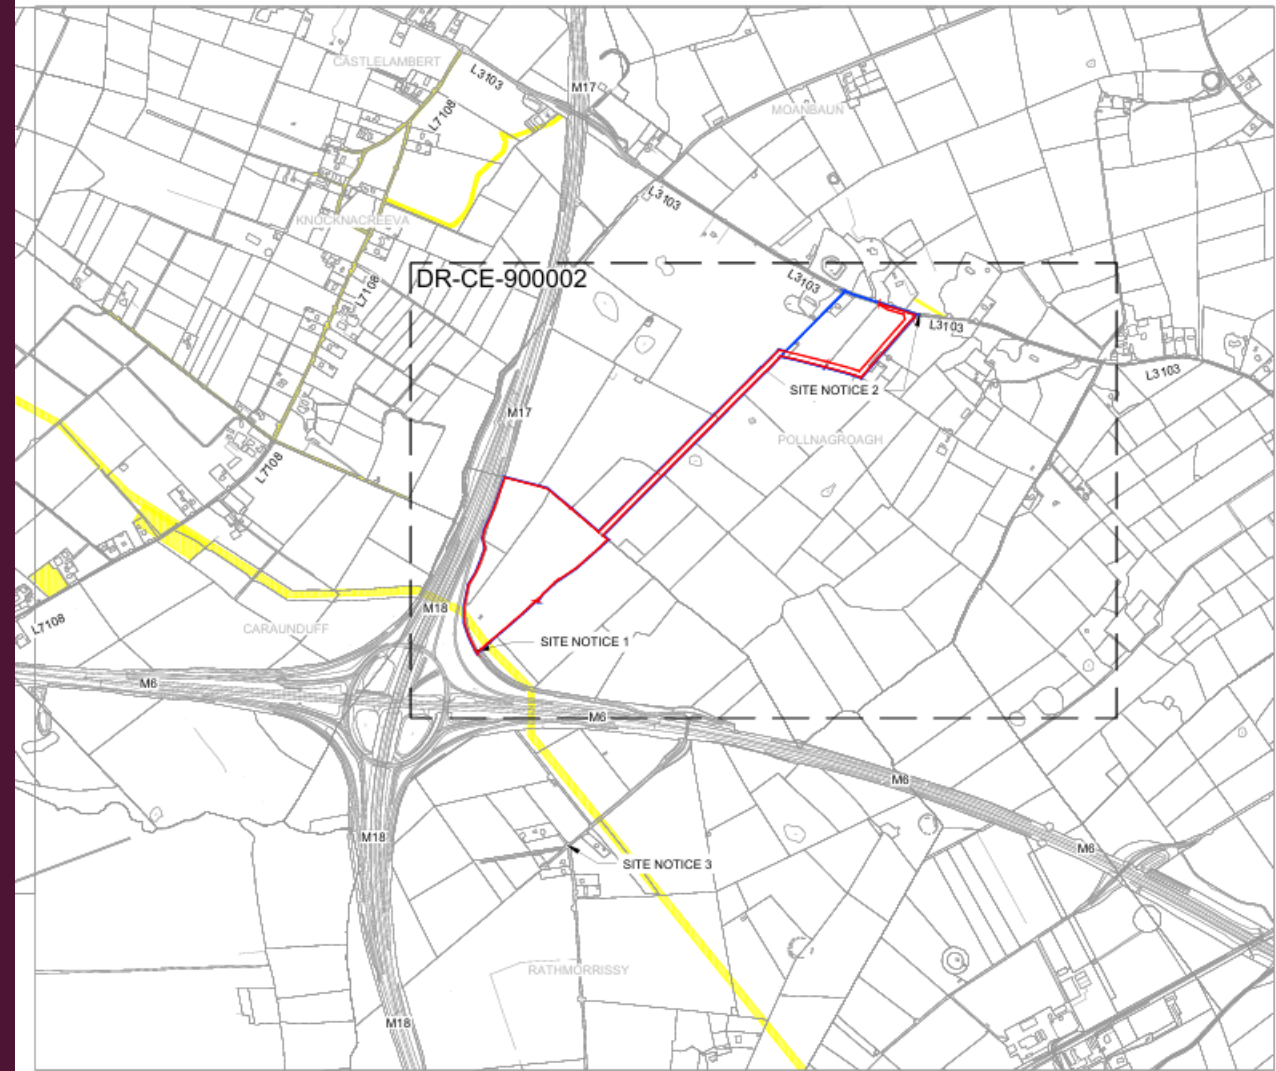 CASTLELAMBERT
L3103
M17
L7108
MOANBAUN
L3103
KNOCKNACREEVA
DR-CE-900002
L3103
L7108
L3103
L3103
SITE NOTICE 2
M17
POLLNAGROAGH
L7108
M18
L7108
CARAUNDUFF
SITE NOTICE 1
M6
M6
M6
M18
M6
SITE NOTICE 3
RATHMORRISSY
M18